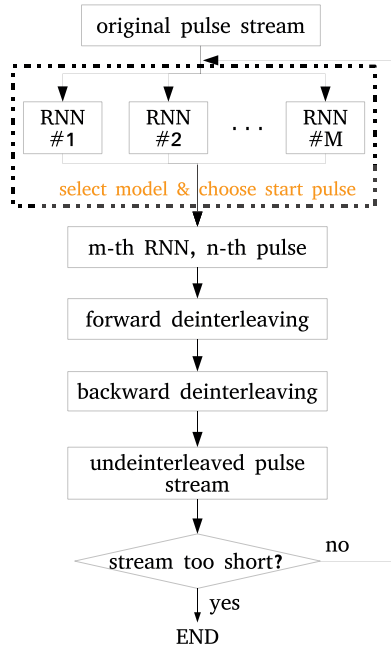 original pulse stream
RNN
#1
RNN
#2
. . .
RNN
#M
select model & choose start pulse
m-th RNN, n-th pulse
forward deinterleaving
backward deinterleaving
undeinterleaved pulse
stream
stream too short?
no
yes
END